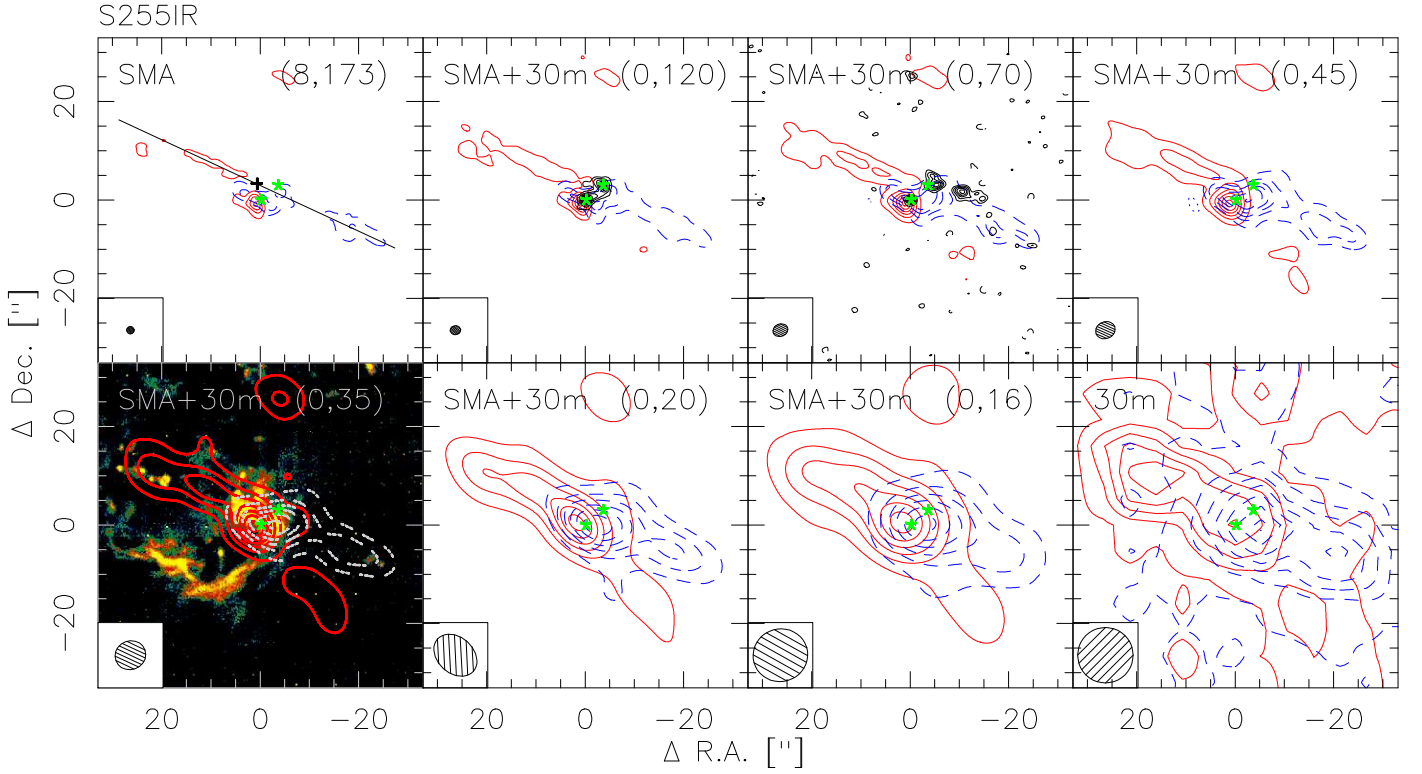 S255IR
SMA (8,173)
SMA+30m (0,120)
SMA+30m (0,70)
SMA+30m (0,45)
20
0
−20
SMA+30m (0,35)
SMA+30m (0,20)
SMA+30m (0,16)
30m
20
0
−20
Δ Dec. ["]
20 0 −20
20 0 −20
20 0 −20
20 0 −20
Δ R.A. ["]